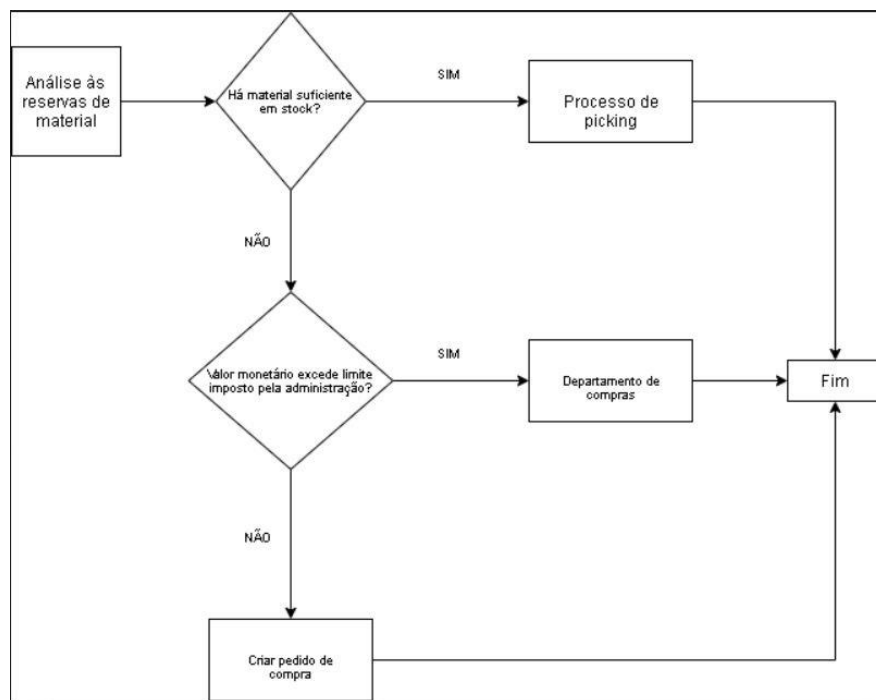 Análise às
reservas de
material
Há material suficiente
em stock?
SIM
Processo de
picking
NÃO
Valor monetário excede limite
imposto pela administração?
SIM
Departamento de
compras
Fim
NÃO
Criar pedido de
compra